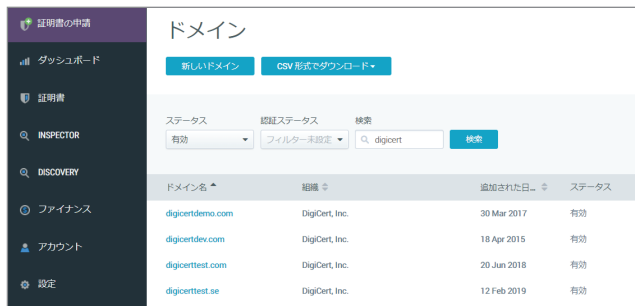 証明書の申請
ダッシュボード
証明書
INSPECTOR
DISCOVERY
ファイナンス
アカウント
設定
ドメイン
新しいドメイン CSV 形式でダウンロード
ステータス 認証ステータス 検索
有効 フィルター未設定 digicert 検索
ドメイン名 組織 追加された日... ステータス
digicertdemo.com DigiCert, Inc. 30 Mar 2017 有効
digicertdev.com DigiCert, Inc. 18 Apr 2015 有効
digicerttest.com DigiCert, Inc. 20 Jun 2018 有効
digicerttest.se DigiCert, Inc. 12 Feb 2019 有効